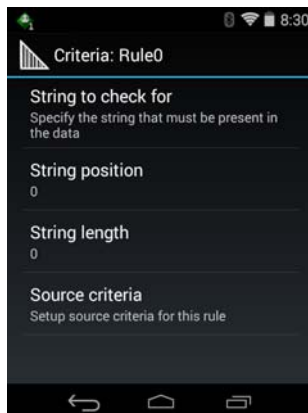 8:30
Criteria: Rule0
String to check for
Specify the string that must be present in
the data
String position
0
String length
0
Source criteria
Setup source criteria for this rule